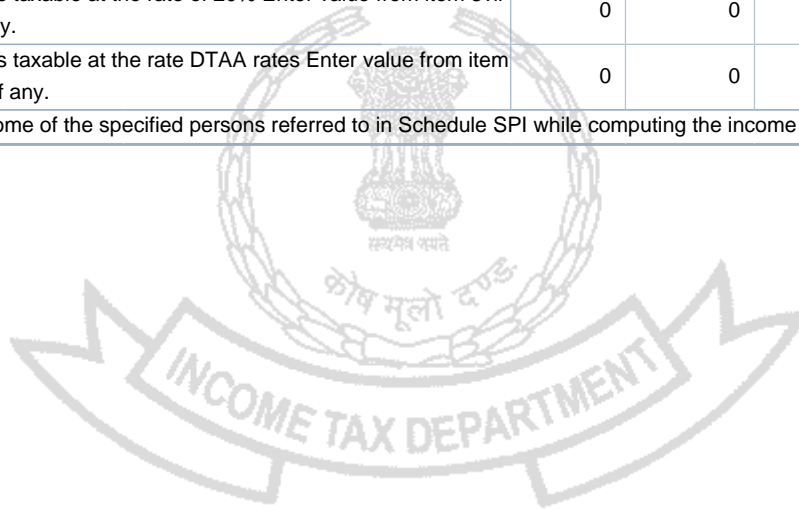 taxable at the rate of 20% Enter value from item
0 0
y.
s taxable at the rate DTAA rates Enter value from item
0 0
f any.
ome of the specified persons referred to in Schedule SPI while computing the income
सत्यमेव जयते
कोष मूलो दण्डः
INCOME TAX DEPARTMENT